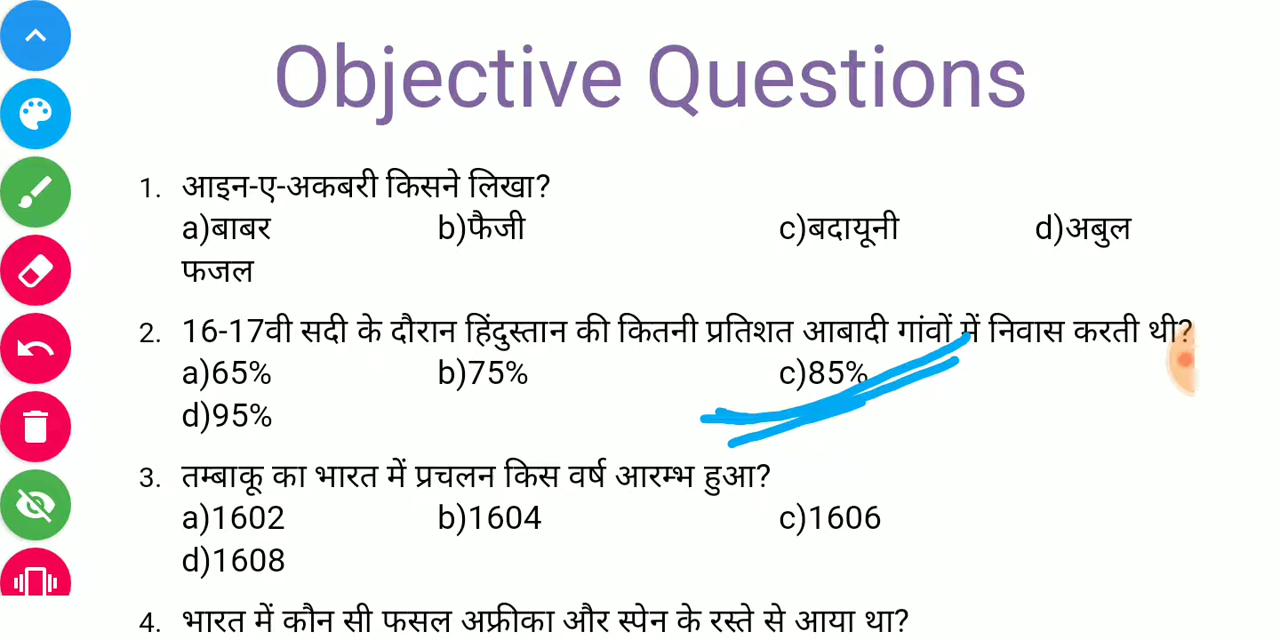 Objective Questions
1. आइन-ए-अकबरी किसने लिखा?
a)बाबर b)फैजी c)बदायूनी d)अबुल
फजल
2. 16-17वी सदी के दौरान हिंदुस्तान की कितनी प्रतिशत आबादी गांवों में निवास करती थी?
a)65% b)75% c)85%
d)95%
3. तम्बाकू का भारत में प्रचलन किस वर्ष आरम्भ हुआ?
a)1602 b)1604 c)1606
d)1608
4. भारत में कौन सी फसल अफ्रीका और स्पेन के रस्ते से आया था?